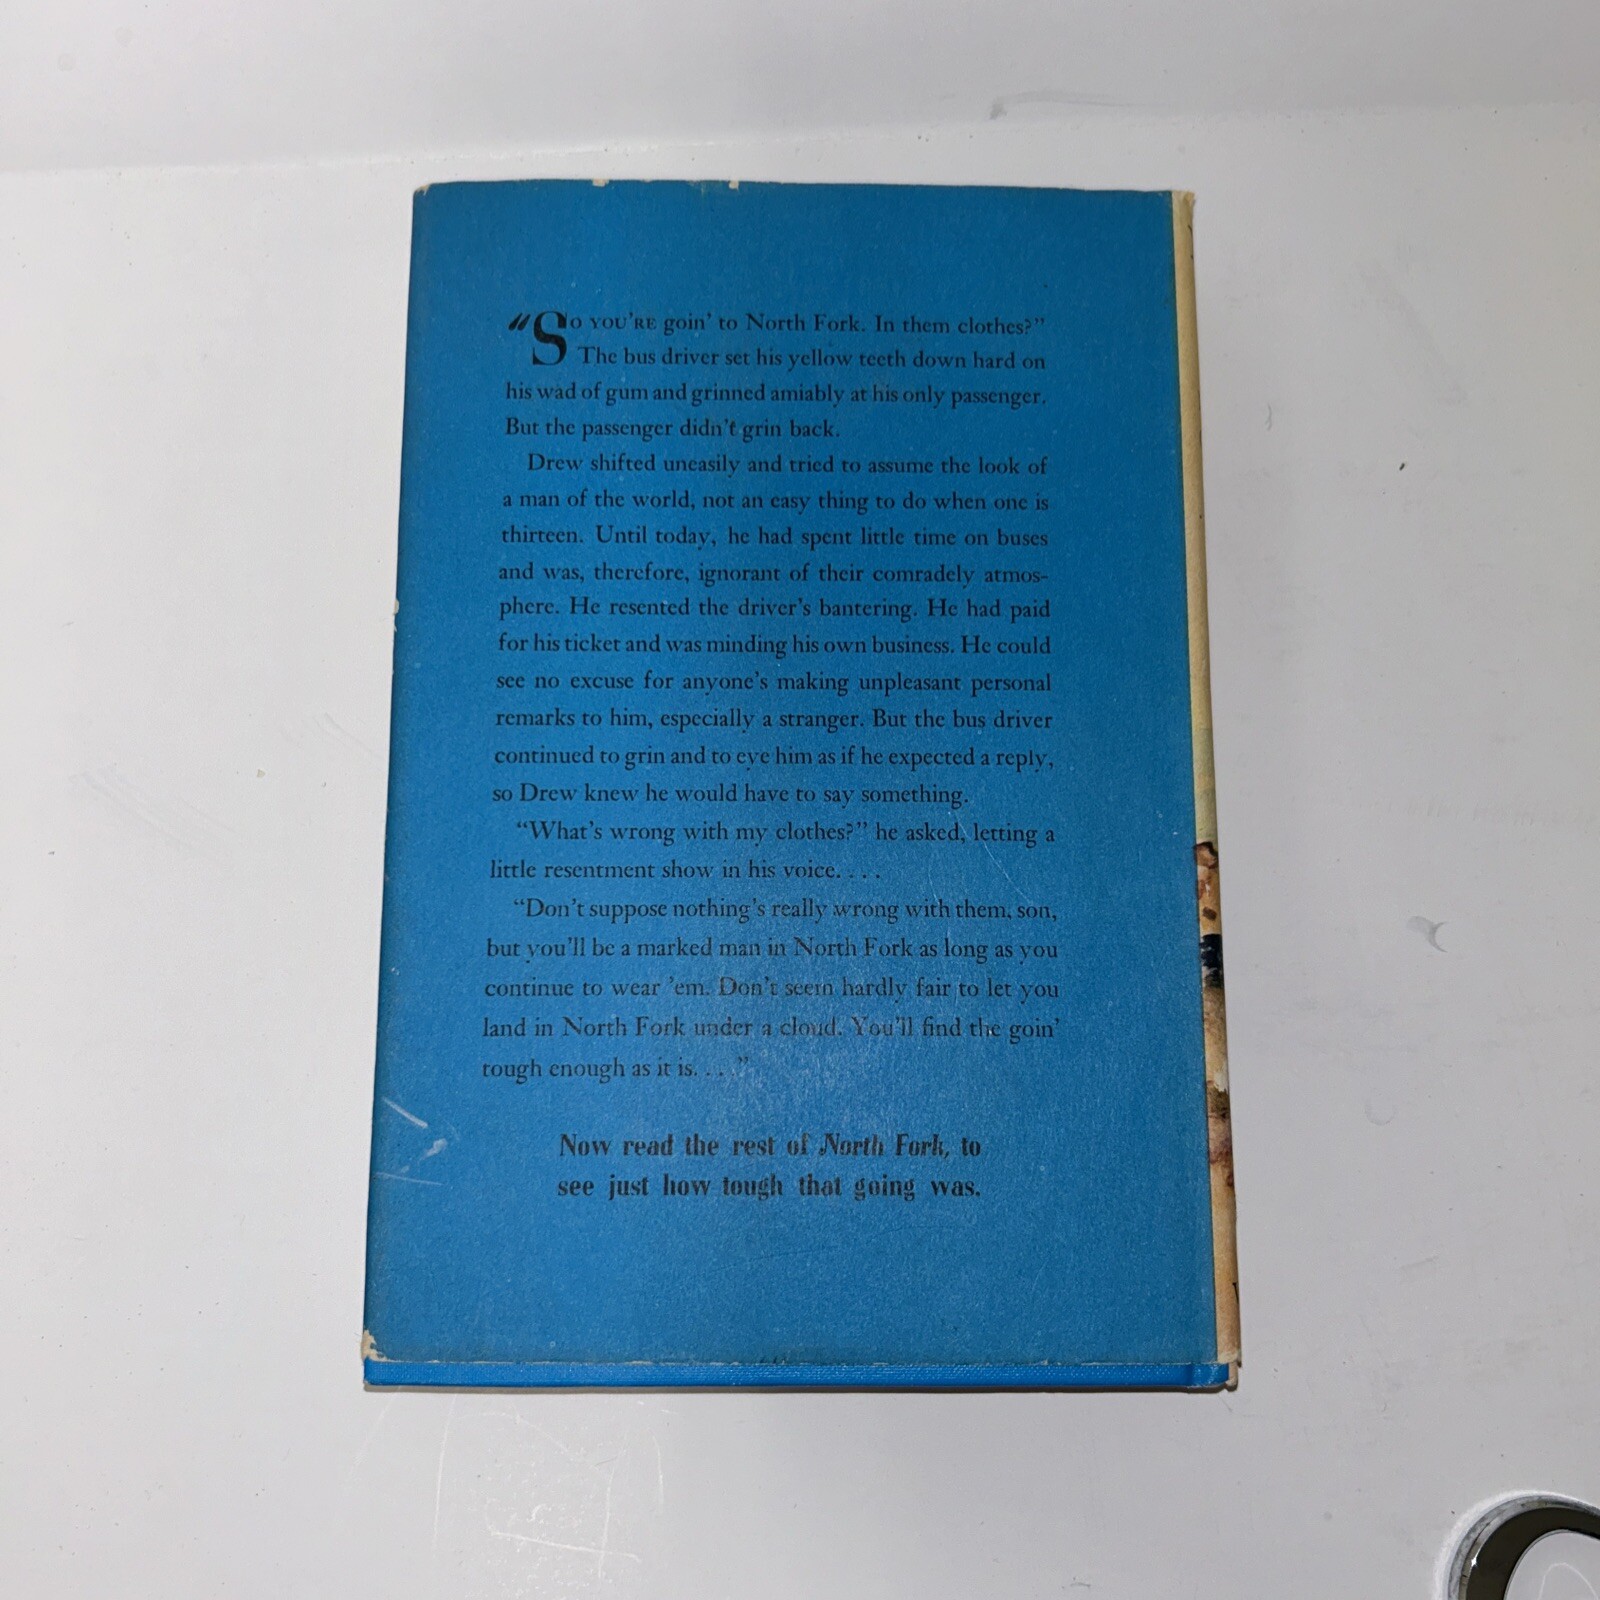 "So you're goin' to North Fork. In them clothes?"
The bus driver set his yellow teeth down hard on
his wad of gum and grinned amiably at his only passenger.
But the passenger didn't grin back.
Drew shifted uneasily and tried to assume the look of
a man of the world, not an easy thing to do when one is
thirteen. Until today, he had spent little time on buses
and was, therefore, ignorant of their comradely atmos-
phere. He resented the driver's bantering. He had paid
for his ticket and was minding his own business. He could
see no excuse for anyone's making unpleasant personal
remarks to him, especially a stranger. But the bus driver
continued to grin and to eye him as if he expected a reply,
so Drew knew he would have to say something.
"What's wrong with my clothes?" he asked, letting a
little resentment show in his voice. . . .
"Don't suppose nothing's really wrong with them, son,
but you'll be a marked man in North Fork as long as you
continue to wear 'em. Don't seem hardly fair to let you
land in North Fork under a cloud. You'll find the goin'
tough enough as it is. . . ."
Now read the rest of North Fork, to
see just how tough that going was.